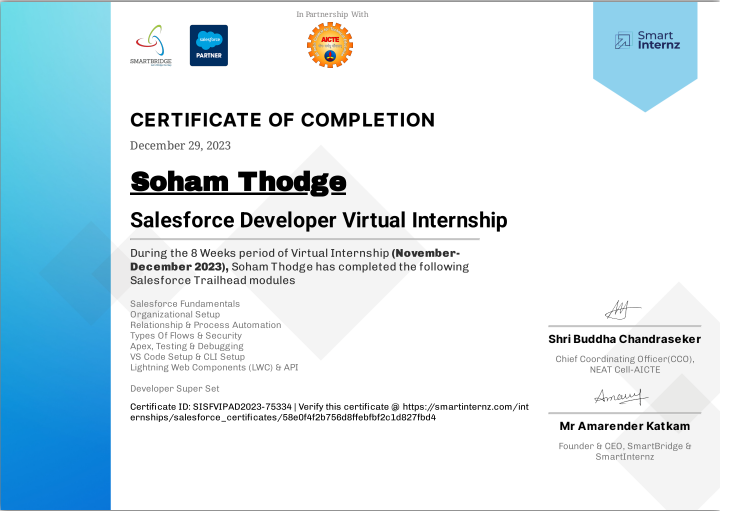 In Partnership With
SMARTBRIDGE
salesforce
PARTNER
AICTE
Smart
Internz
CERTIFICATE OF COMPLETION
December 29, 2023
Soham Thodge
Salesforce Developer Virtual Internship
During the 8 Weeks period of Virtual Internship (November-
December 2023), Soham Thodge has completed the following
Salesforce Trailhead modules
Salesforce Fundamentals
Organizational Setup
Relationship & Process Automation
Types Of Flows & Security
Apex, Testing & Debugging
VS Code Setup & CLI Setup
Lightning Web Components (LWC) & API
Developer Super Set
Certificate ID: SISFVIPAD2023-75334 | Verify this certificate @ https://smartinternz.com/int
ernships/salesforce_certificates/58e0f4f2b756d8ffebfbf2c1d827fbd4
Shri Buddha Chandraseker
Chief Coordinating Officer(CCO),
NEAT Cell-AICTE
Mr Amarender Katkam
Founder & CEO, SmartBridge &
SmartInternz